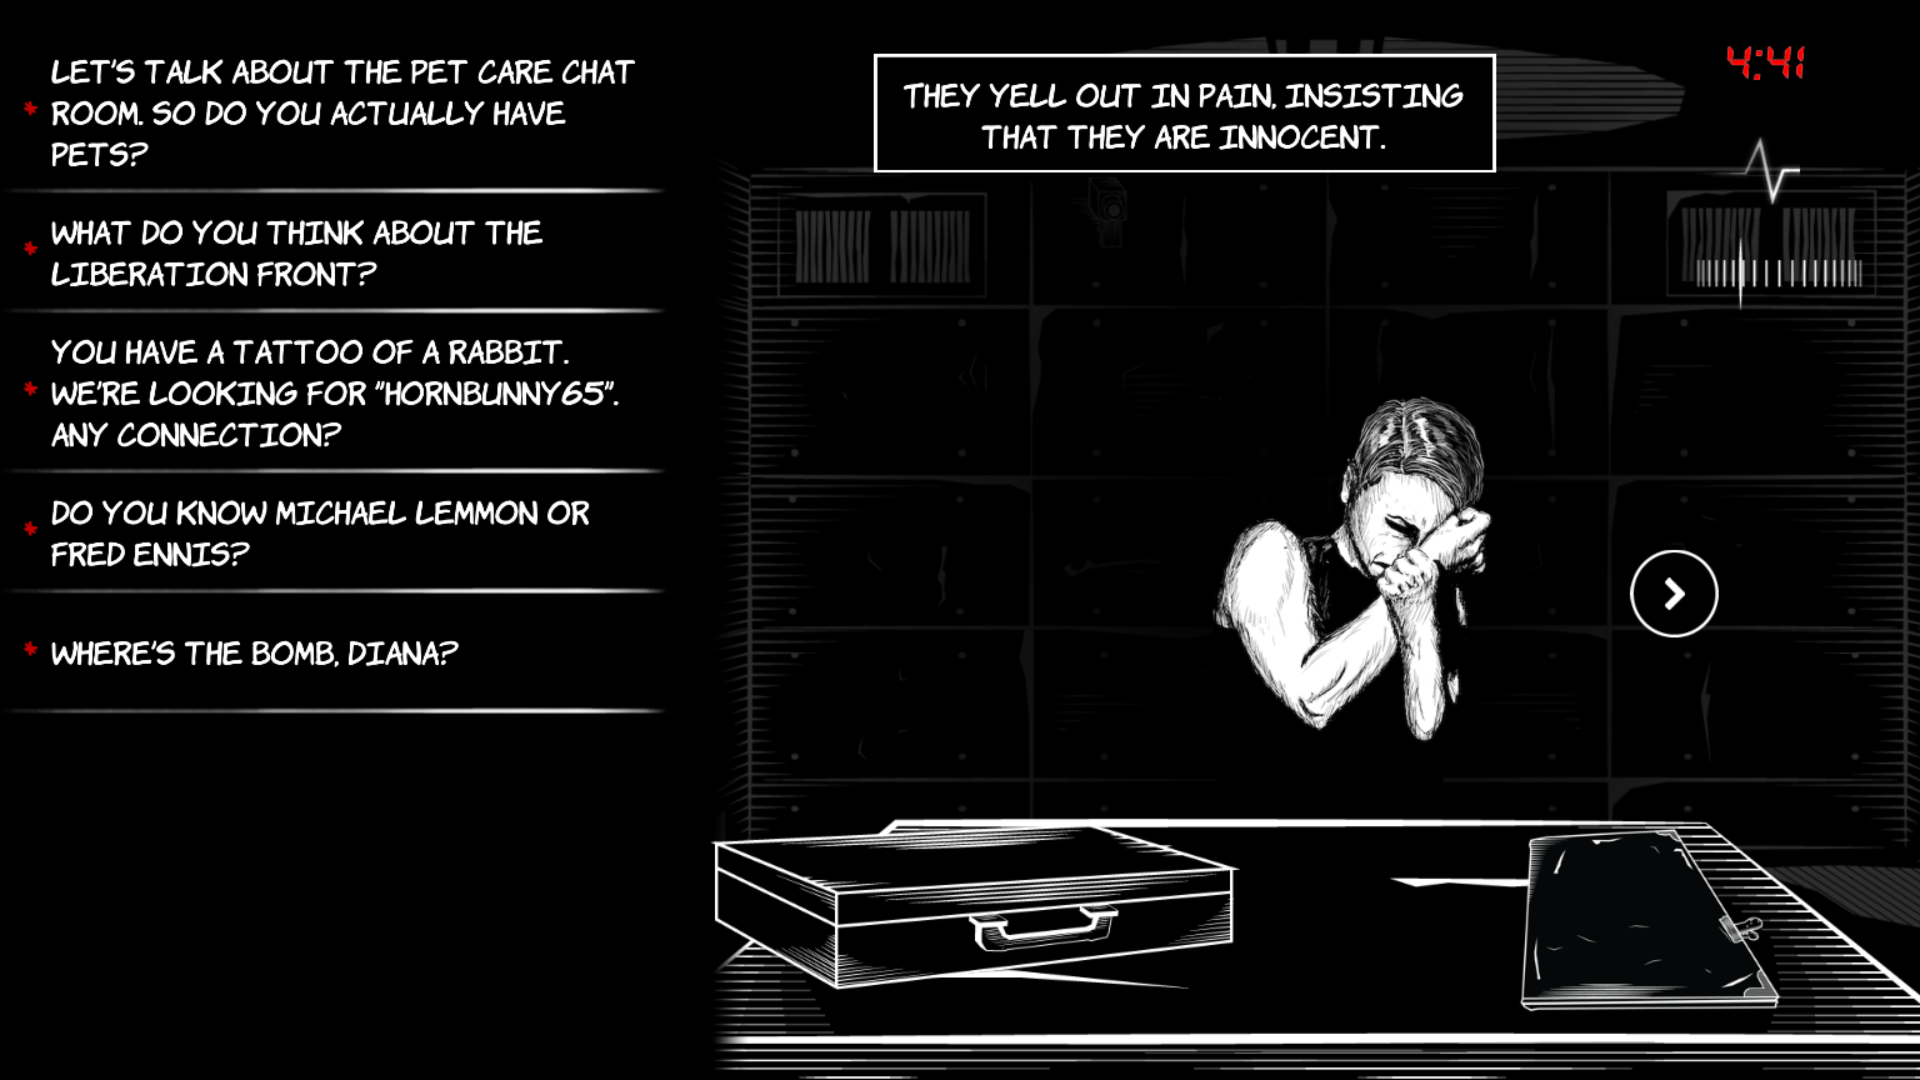 LET'S TALK ABOUT THE PET CARE CHAT
ROOM. SO DO YOU ACTUALLY HAVE
PETS?
WHAT DO YOU THINK ABOUT THE
LIBERATION FRONT?
YOU HAVE A TATTOO OF A RABBIT.
WE'RE LOOKING FOR "HORNBUNNY65".
ANY CONNECTION?
DO YOU KNOW MICHAEL LEMMON OR
FRED ENNIS?
WHERE'S THE BOMB, DIANA?
THEY YELL OUT IN PAIN, INSISTING
THAT THEY ARE INNOCENT.
4:41